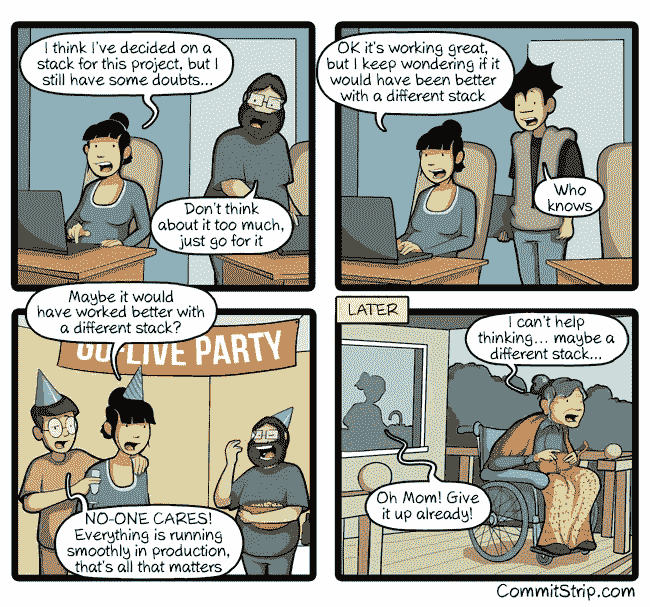 I think I've decided on a
stack for this project, but I
still have some doubts...
Don't think
about it too much,
just go for it
OK it's working great,
but I keep wondering if it
would have been better
with a different stack
Who
knows
Maybe it would
have worked better with
a different stack?
GO-LIVE PARTY
NO-ONE CARES!
Everything is running
smoothly in production,
that's all that matters
LATER
I can't help
thinking... maybe a
different stack...
Oh Mom! Give
it up already!
CommitStrip.com